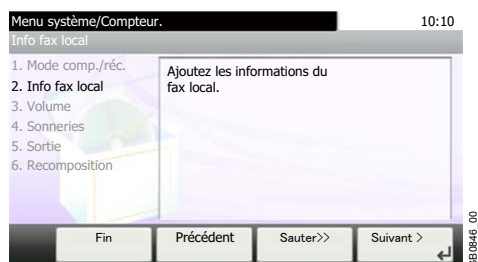 Menu système/Compteur.
10:10
Info fax local
1. Mode comp./réc.
2. Info fax local
3. Volume
4. Sonneries
5. Sortie
6. Recomposition
Ajoutez les informations du
fax local.
Fin
Précédent
Sauter>>
Suivant >
GB0846_00